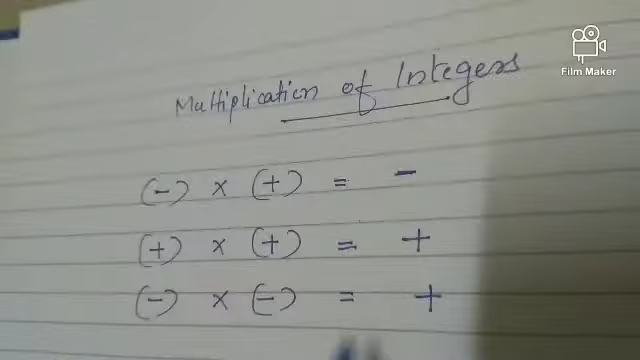 Film Maker
Multiplication of Integers
(-) × (+) = -
(+) × (+) = +
(-) × (-) = +